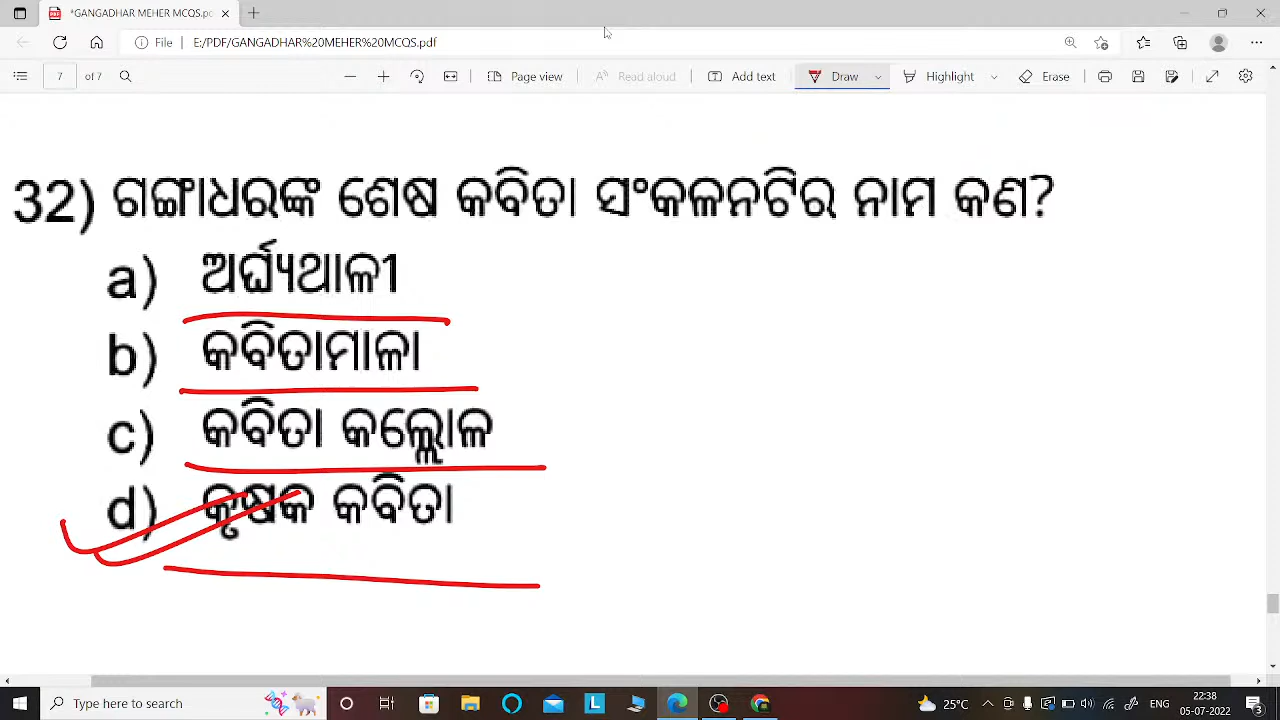 *GANGADHAR MEHER MCQS.pdf
File E:/PDF/GANGADHAR%20MEHER%20MCQS.pdf
7 of 7 Page view Read aloud Add text Draw Highlight Erase
32) ଗଙ୍ଗାଧରଙ୍କ ଶେଷ କବିତା ସଂକଳନଟିର ନାମ କଣ?
a) ଅର୍ଘ୍ୟଥାଳୀ
b) କବିତାମାଳା
c) କବିତା କଲ୍ଲୋଳ
d) କୃଷକ କବିତା
Type here to search
25°C ENG 22:38
05-07-2022